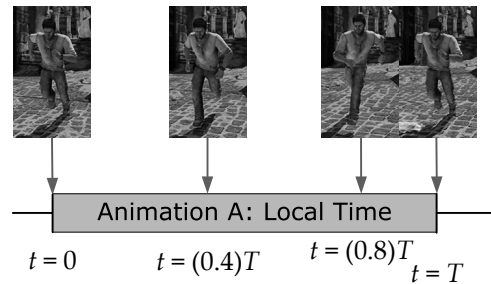 Animation A: Local Time
t = 0
t = (0.4)T
t = (0.8)T
t = T